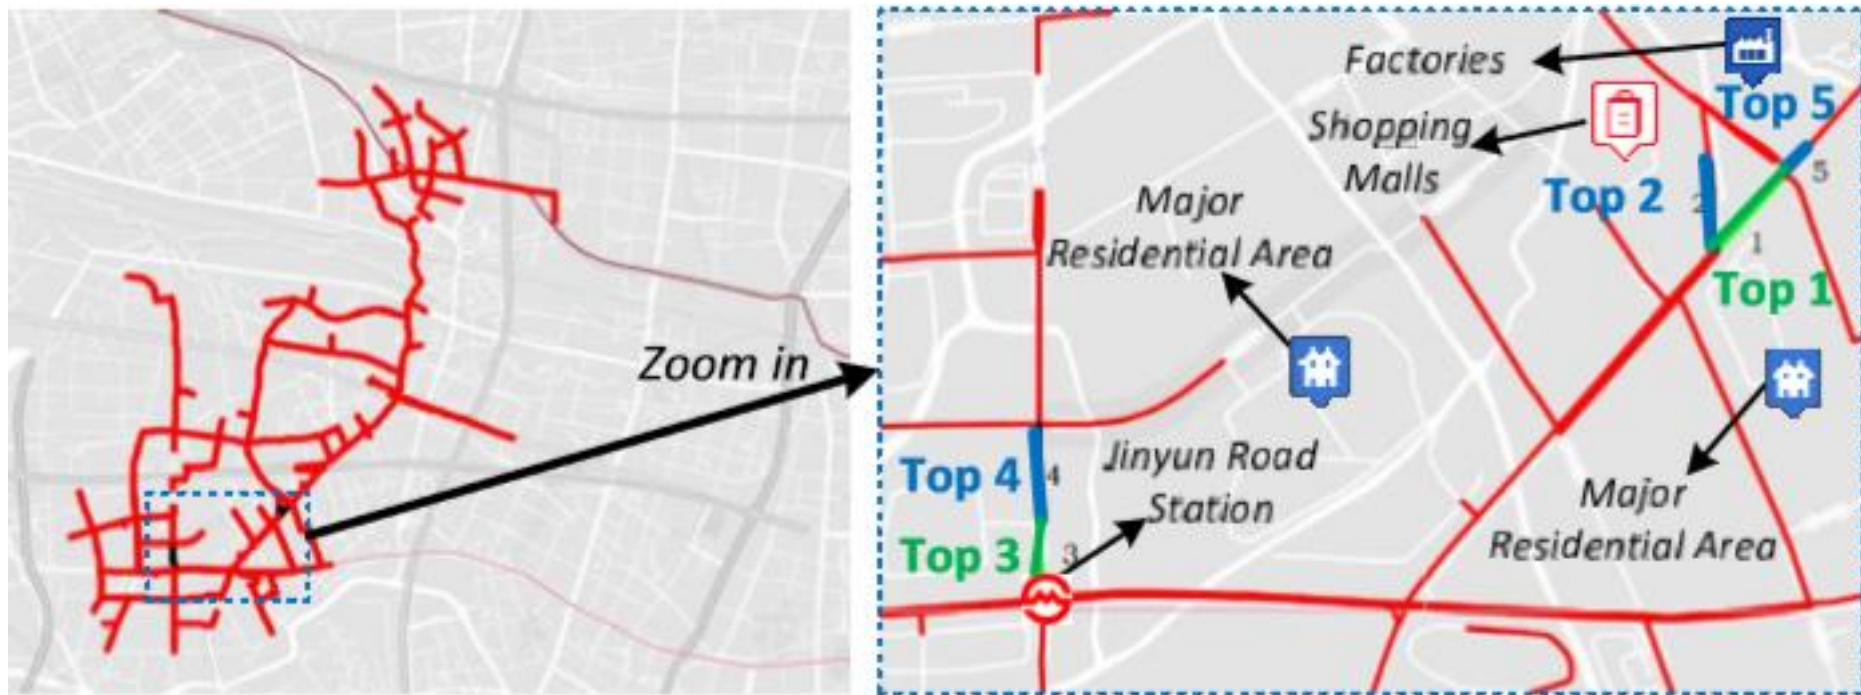 Zoom in
Factories
Top 5
Shopping
Malls
5
Top 2
2
Major
Residential Area
1
Top 1
Top 4
4
Jinyun Road
Station
Top 3
3
Major
Residential Area